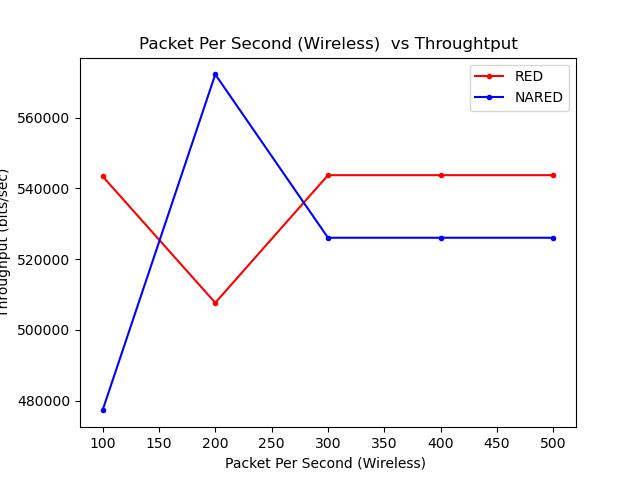 Packet Per Second (Wireless)  vs Throughtput
RED
NARED
560000
540000
520000
500000
480000
Throughput (bits/sec)
100
150
200
250
300
350
400
450
500
Packet Per Second (Wireless)